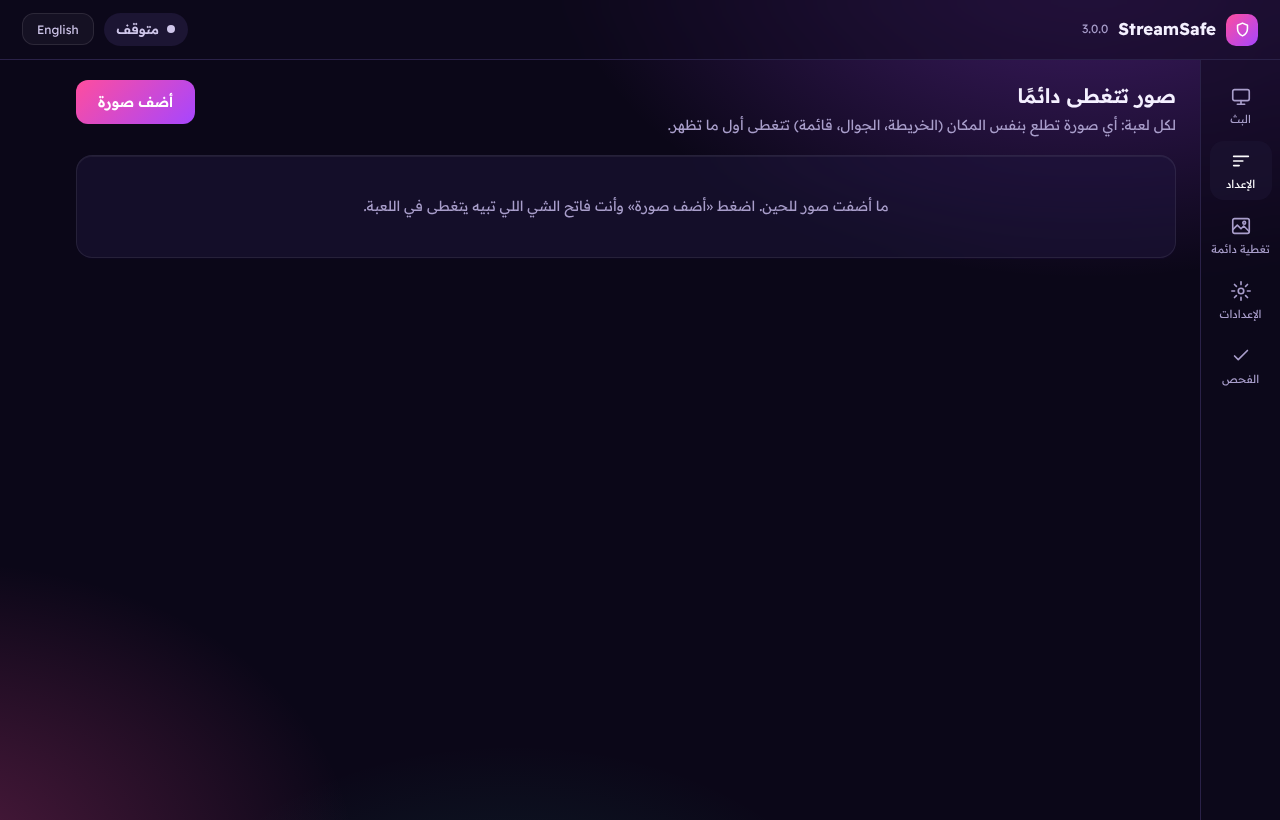 StreamSafe 3.0.0
متوقف
English
البث
الإعداد
تغطية دائمة
الإعدادات
الفحص
صور تتغطى دائمًا
لكل لعبة: أي صورة تطلع بنفس المكان (الخريطة، الجوال، قائمة) تتغطى أول ما تظهر.
أضف صورة
ما أضفت صور للحين. اضغط «أضف صورة» وأنت فاتح الشي اللي تبيه يتغطى في اللعبة.